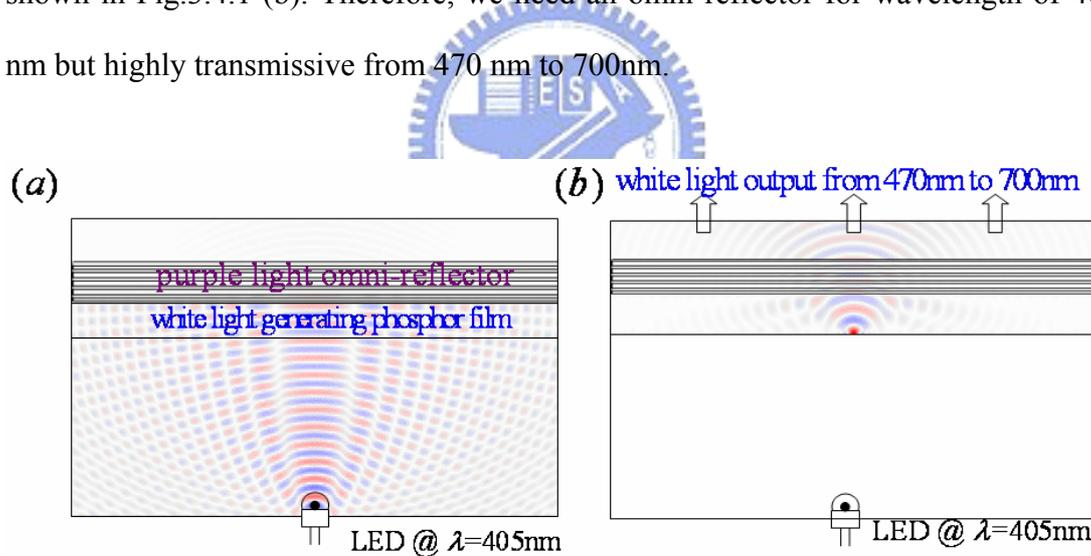 shown in Fig.3.4.1 (b). Therefore, we need an omni-reflector for wavelength of
nm but highly transmissive from 470 nm to 700nm.
E S A
(a)
(b) white light output from 470nm to 700nm
purple light omni-reflector
white light generating phosphor film
LED @ λ=405nm
LED @ λ=405nm